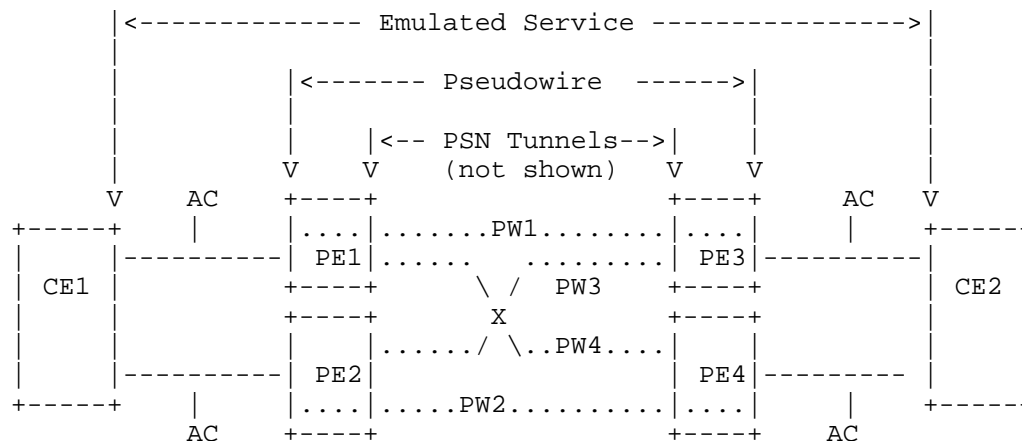 |<-------------- Emulated Service ---------------->|
|                                                  |
|          |<------- Pseudowire  ------>|          |
|          |                            |          |
|          |    |<-- PSN Tunnels-->|    |          |
|          V    V    (not shown)   V    V          |
V    AC    +----+                  +----+     AC   V
+-----+    |     |....|.......PW1........|....|     |    +-----
|     |----------| PE1|......   .........| PE3|----------|
| CE1 |          +----+      \ /  PW3    +----+          | CE2
|     |          +----+       X          +----+          |
|     |          |    |....../ \..PW4....|    |          |
|     |----------| PE2|                  | PE4|--------- |
+-----+    |     |....|.....PW2..........|....|     |    +-----
AC    +----+                  +----+    AC